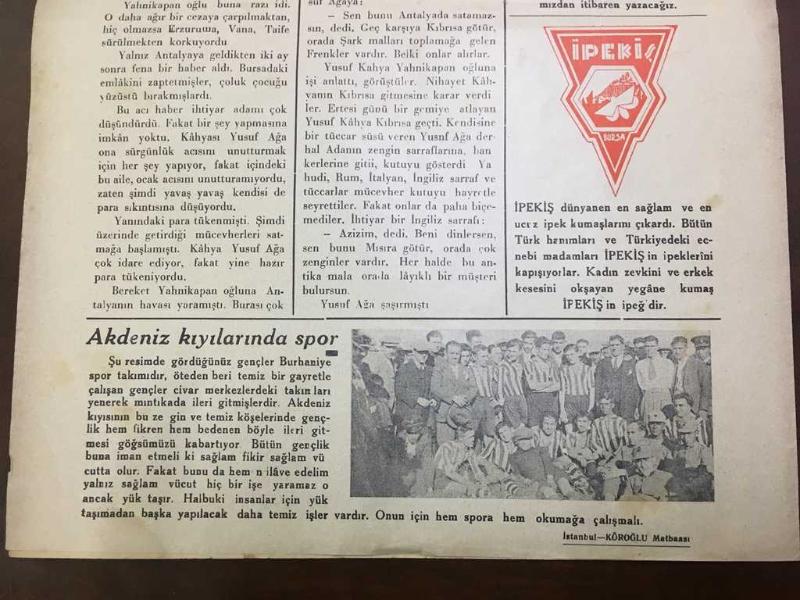 Yahnikapan oğlu buna razı idi.
O daha ağır bir cezaya çarpılmaktan,
hiç olmazsa Erzuruma, Vana, Taife
sürülmekten korkuyordu
Yalnız Antalyaya geldikten iki ay
sonra fena bir haber aldı. Bursadaki
emlâkini zaptetmişler, çoluk çocuğu
yüzüstü bırakmışlardı.
Bu acı haber ihtiyar adamı çok
düşündürdü. Fakat bir şey yapmasına
imkân yoktu. Kâhyası Yusuf Ağa
ona sürgünlük acısını unutturmak
için her şey yapıyor, fakat içindeki
bu aile, ocak acısını unutturamıyordu,
zaten şimdi yavaş yavaş kendisi de
para sıkıntısına düşüyordu.
Yanındaki para tükenmişti. Şimdi
üzerinde getirdiği mücevherleri sat-
mağa başlamıştı. Kâhya Yusuf Ağa
çok idare ediyor, fakat yine hazır
para tükeniyordu.
Bereket Yahnikapan oğluna An-
talyanın havası yaramıştı. Burası çok
suf Ağaya:
— Sen bunu Antalyada satamaz-
sın, dedi, Geç karşıya Kıbrısa götür,
orada Şark malları toplamağa gelen
Frenkler vardır. Belki onlar alırlar.
Yusuf Kahya Yahnikapan oğluna
işi anlattı, görüştüler. Nihayet Kâh-
yanın Kıbrısa gitmesine karar verdi
ler. Ertesi günü bir gemiye atlayan
Yusuf Kâhya Kıbrısa geçti. Kendisine
bir tüccar süsü veren Yusuf Ağa der-
hal Adanın zengin sarraflarına, ban
kerlerine gitii, kutuyu gösterdi Ya
hudi, Rum, İtalyan, İngiliz sarraf ve
tüccarlar mücevher kutuyu hayretle
seyrettiler. Fakat onlar da paha biçe-
mediler. İhtiyar bir İngiliz sarrafı:
— Azizim, dedi. Beni dinlersen,
sen bunu Mısıra götür, orada çok
zenginler vardır. Her halde bu an-
tika mala orada lâyıklı bir müşteri
bulursun.
Yusuf Ağa şaşırmıştı
mızdan itibaren yazacağız.
İPEKİŞ
BURSA
İPEKİŞ dünyanen en sağlam ve en
ucuz ipek kumaşlarını çıkardı. Bütün
Türk hanımları ve Türkiyedeki ec-
nebi madamları İPEKİŞ in ipeklerini
kapışıyorlar. Kadın zevkini ve erkek
kesesini okşayan yegâne kumaş
İPEKİŞ in ipeğ'dir.
Akdeniz kıyılarında spor
Şu resimde gördüğünüz gençler Burhaniye
spor takımıdır, öteden beri temiz bir gayretle
çalışan gençler civar merkezlerdeki takımları
yenerek mıntıkada ileri gitmişlerdir. Akdeniz
kıyısının bu ze gin ve temiz köşelerinde genç-
lik hem fikren hem bedenen böyle ileri git-
mesi göğsümüzü kabartıyor. Bütün gençlik
buna iman etmeli ki sağlam fikir sağlam vü
cutta olur. Fakat bunu da hemen ilâve edelim
yalnız sağlam vücut hiç bir işe yaramaz o
ancak yük taşır. Halbuki insanlar için yük
taşımadan başka yapılacak daha temiz işler vardır. Onun için hem spora hem okumağa çalışmalı.
İstanbul—KÖROĞLU Matbaası